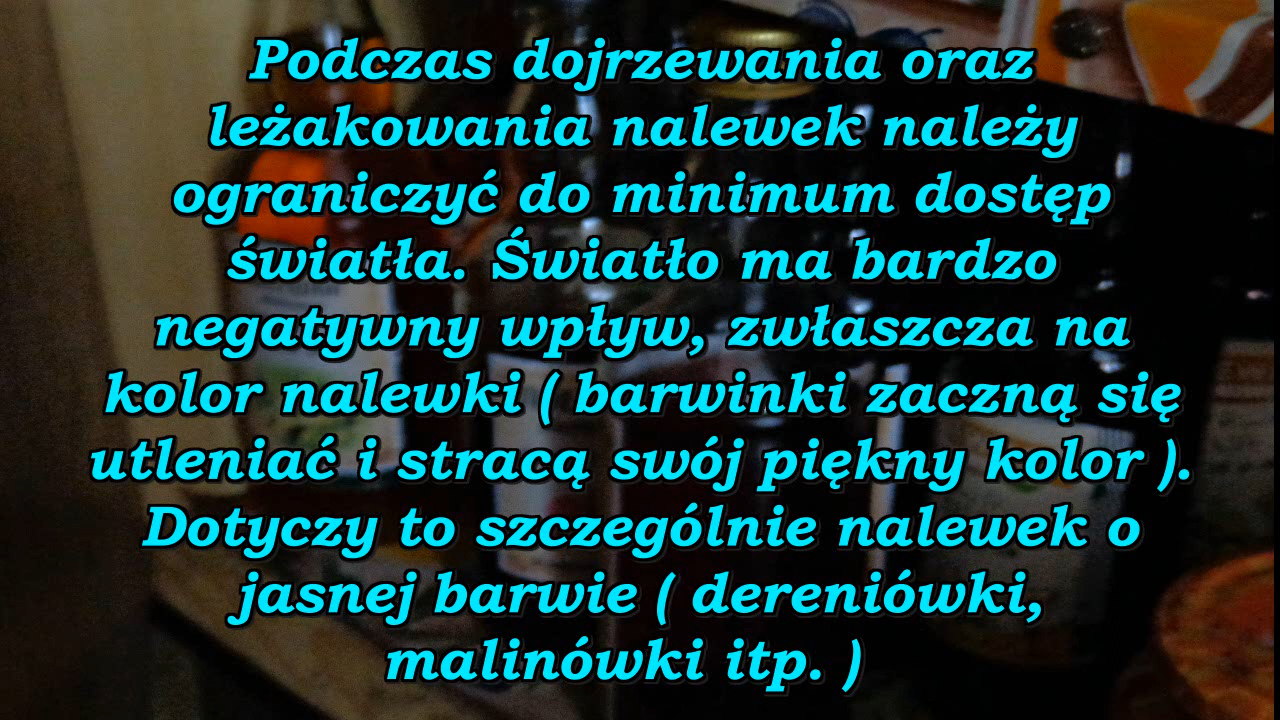 Podczas dojrzewania oraz
leżakowania nalewek należy
ograniczyć do minimum dostęp
światła. Światło ma bardzo
negatywny wpływ, zwłaszcza na
kolor nalewki ( barwinki zaczną się
utleniać i stracą swój piękny kolor ).
Dotyczy to szczególnie nalewek o
jasnej barwie ( dereniówki,
malinówki itp. )